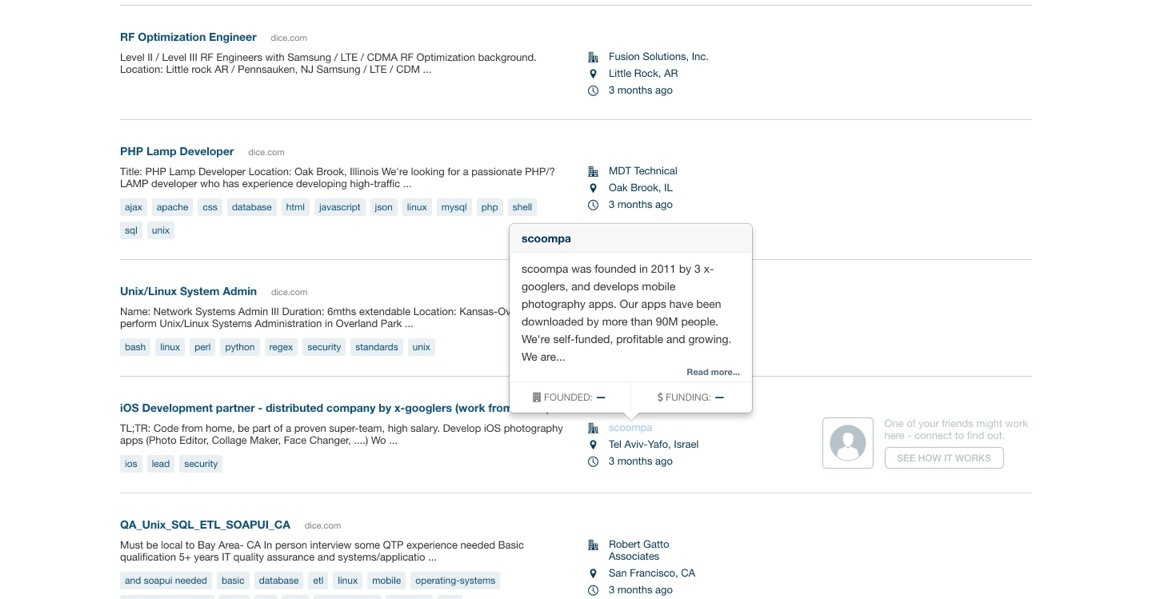 RF Optimization Engineer dice.com
Level II / Level III RF Engineers with Samsung / LTE / CDMA RF Optimization background.
Location: Little rock AR / Pennsauken, NJ Samsung / LTE / CDM ...
Fusion Solutions, Inc.
Little Rock, AR
3 months ago
PHP Lamp Developer dice.com
Title: PHP Lamp Developer Location: Oak Brook, Illinois We're looking for a passionate PHP/?
LAMP developer who has experience developing high-traffic ...
ajax apache css database html javascript json linux mysql php shell
sql unix
MDT Technical
Oak Brook, IL
3 months ago
scoompa
scoompa was founded in 2011 by 3 x-
googlers, and develops mobile
photography apps. Our apps have been
downloaded by more than 90M people.
We're self-funded, profitable and growing.
We are...
Read more...
FOUNDED: – $ FUNDING: –
Unix/Linux System Admin dice.com
Name: Network Systems Admin III Duration: 6mths extendable Location: Kansas-Ov
perform Unix/Linux Systems Administration in Overland Park ...
bash linux perl python regex security standards unix
iOS Development partner - distributed company by x-googlers (work from
TL;TR: Code from home, be part of a proven super-team, high salary. Develop iOS photography
apps (Photo Editor, Collage Maker, Face Changer, ....) Wo ...
ios lead security
scoompa
Tel Aviv-Yafo, Israel
3 months ago
One of your friends might work
here - connect to find out.
SEE HOW IT WORKS
QA_Unix_SQL_ETL_SOAPUI_CA dice.com
Must be local to Bay Area- CA In person interview some QTP experience needed Basic
qualification 5+ years IT quality assurance and systems/applicatio ...
and soapui needed basic database etl linux mobile operating-systems
Robert Gatto
Associates
San Francisco, CA
3 months ago